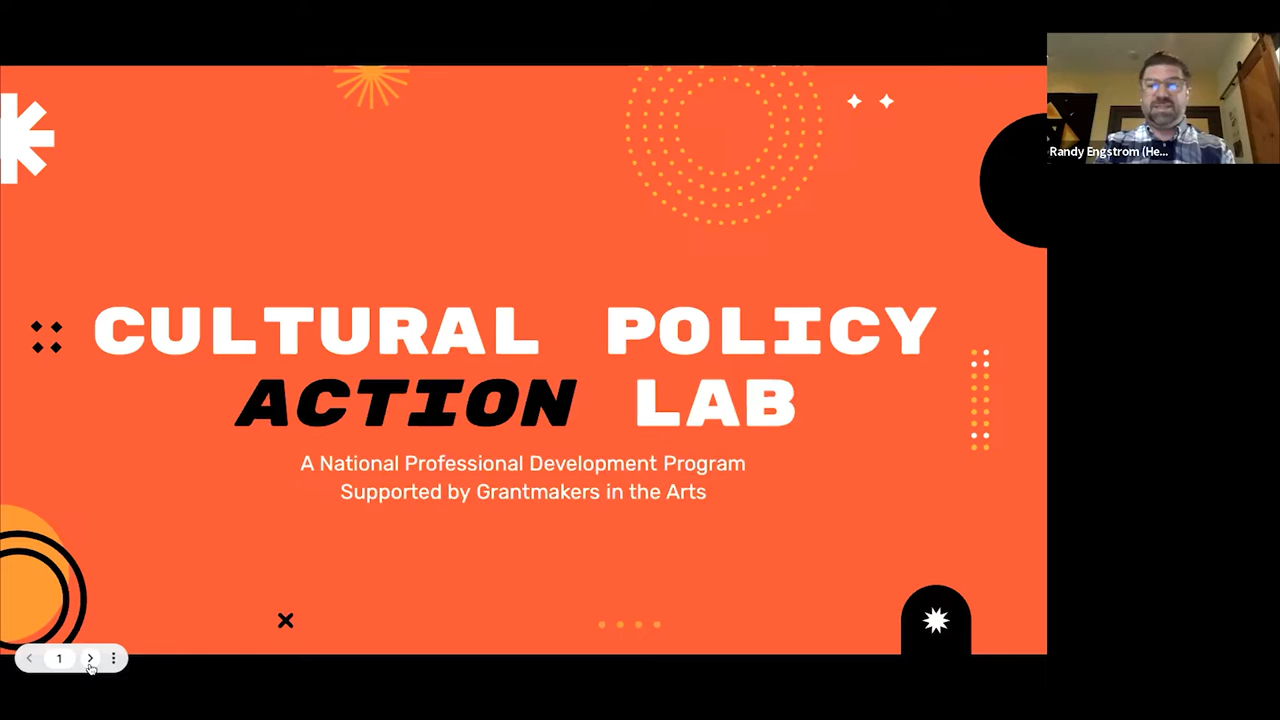 CULTURAL POLICY
ACTION LAB
A National Professional Development Program
Supported by Grantmakers in the Arts
Randy Engstrom (He...
1